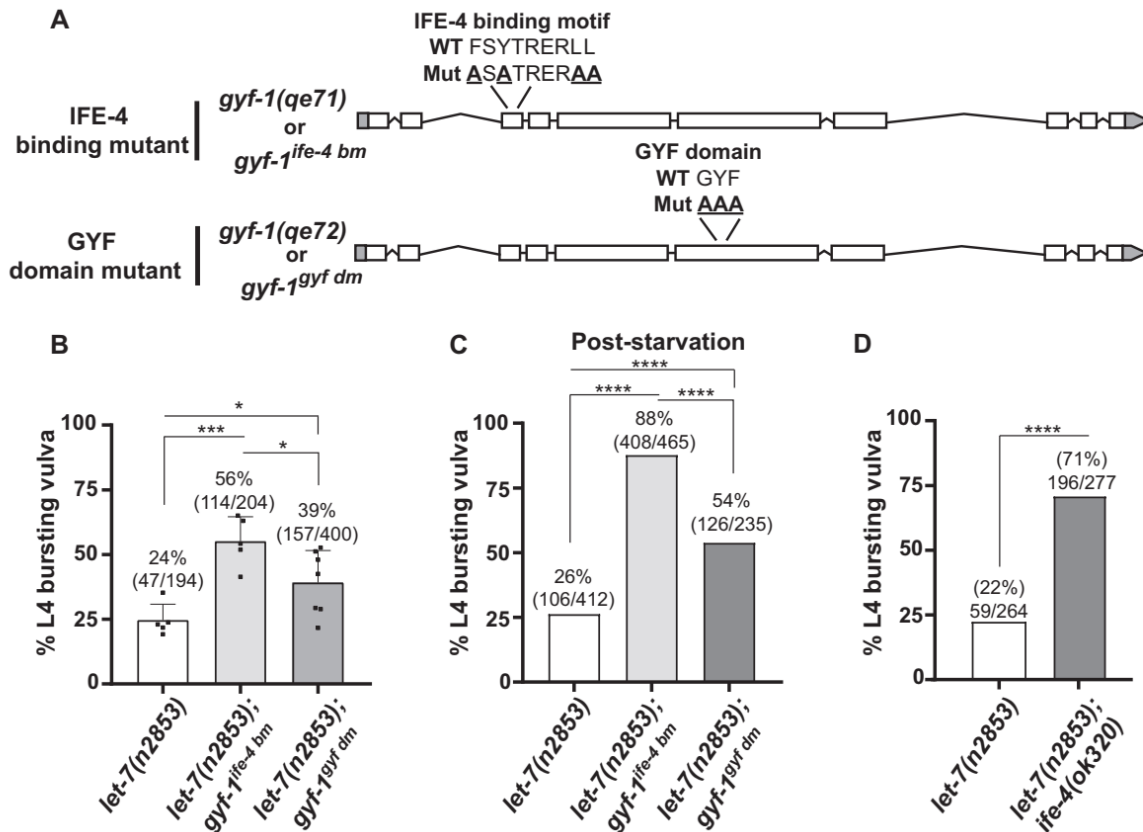 A
IFE-4 binding motif
WT FSYTRERLL
Mut ASATRERAA
IFE-4
binding mutant
gyf-1(qe71)
or
gyf-1ife-4 bm
GYF domain
WT GYF
Mut AAA
GYF
domain mutant
gyf-1(qe72)
or
gyf-1gyf dm
B
% L4 bursting vulva
100
75
50
25
0
*
***
*
24%
(47/194)
56%
(114/204)
39%
(157/400)
let-7(n2853)
let-7(n2853);
gyf-1ife-4 bm
let-7(n2853);
gyf-1gyf dm
C
Post-starvation
% L4 bursting vulva
100
75
50
25
0
****
****
****
26%
(106/412)
88%
(408/465)
54%
(126/235)
let-7(n2853)
let-7(n2853);
gyf-1ife-4 bm
let-7(n2853);
gyf-1gyf dm
D
% L4 bursting vulva
100
75
50
25
0
****
(22%)
59/264
(71%)
196/277
let-7(n2853)
let-7(n2853);
ife-4(ok320)